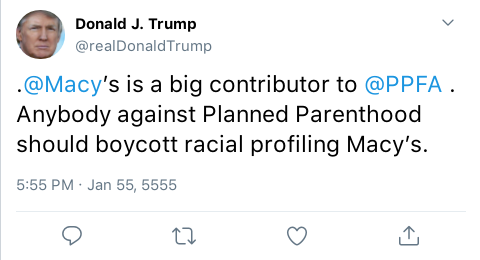 Donald J. Trump
@realDonaldTrump
.@Macy's is a big contributor to @PPFA .
Anybody against Planned Parenthood
should boycott racial profiling Macy's.
5:55 PM · Jan 55, 5555